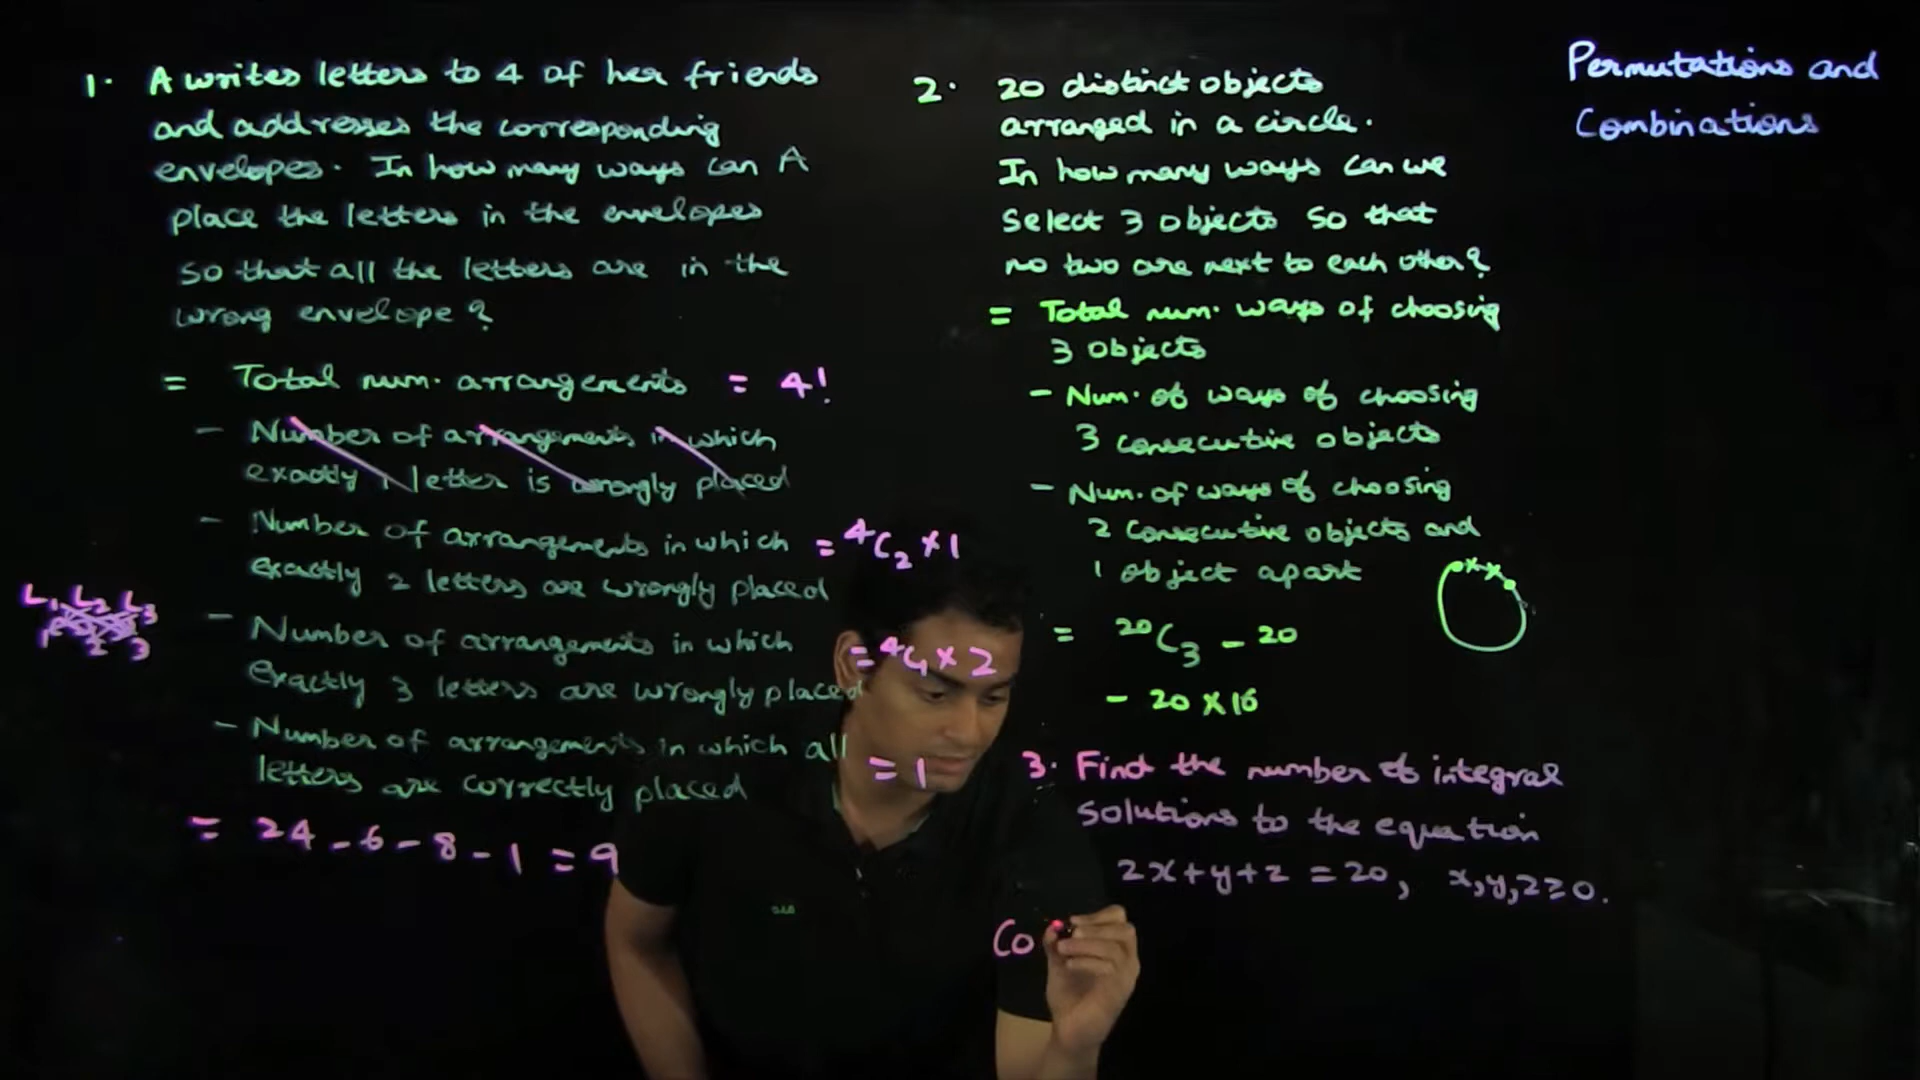 1. A writes letters to 4 of her friends
and addresses the corresponding
envelopes. In how many ways can A
place the letters in the envelopes
so that all the letters are in the
wrong envelope?
= Total num. arrangements = 4!
- Number of arrangements in which
exactly 1 letter is wrongly placed
- Number of arrangements in which
exactly 2 letters are wrongly placed
= ⁴C₂ × 1
- Number of arrangements in which
exactly 3 letters are wrongly placed
L₁ L₂ L₃
1 2 3
- Number of arrangements in which all
letters are correctly placed
= 1
= 24 - 6 - 8 - 1 = 9
2. 20 distinct objects
arranged in a circle.
In how many ways can we
select 3 objects so that
no two are next to each other?
= Total num. ways of choosing
3 objects
- Num. of ways of choosing
3 consecutive objects
- Num. of ways of choosing
2 consecutive objects and
1 object apart
= ²⁰C₃ - 20
- 20 × 16
3. Find the number of integral
solutions to the equation
2x+y+z = 20, x,y,z ≥ 0.
Co
Permutations and
Combinations